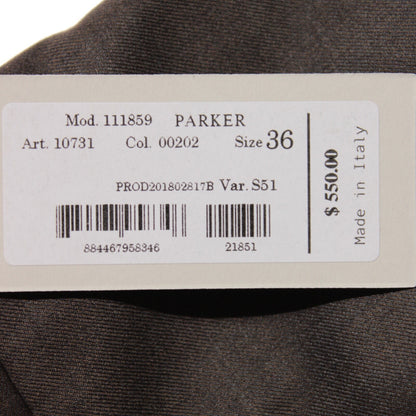 Mod. 111859 PARKER
Art. 10731 Col. 00202 Size 36
PROD201802817B Var. S51
884467958346 21851
$ 550.00
Made in Italy